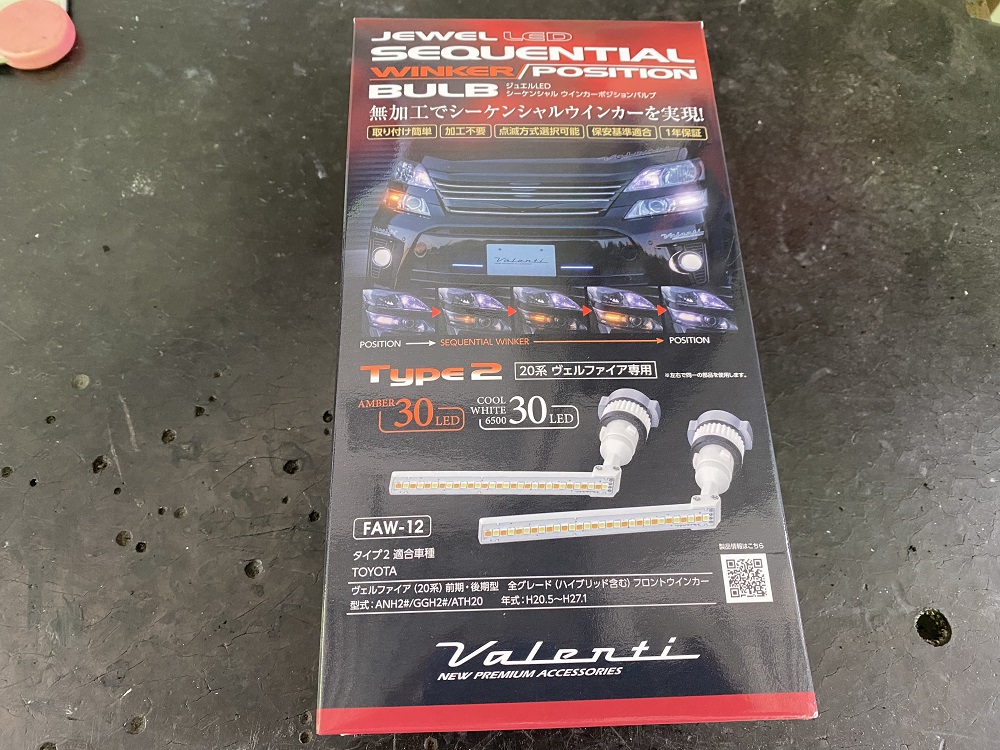 JEWEL LED
SEQUENTIAL
WINKER/POSITION
BULB
ジュエルLED
シーケンシャル ウインカーポジションバルブ
無加工でシーケンシャルウインカーを実現!
取り付け簡単 加工不要 点滅方式選択可能 保安基準適合 1年保証
Valenti
Valenti
POSITION SEQUENTIAL WINKER POSITION
Type 2 20系 ヴェルファイア専用 ※左右で同一の部品を使用します。
AMBER 30 LED COOL WHITE 6500 30 LED
FAW-12
製品情報はこちら
タイプ2 適合車種
TOYOTA
ヴェルファイア (20系) 前期・後期型 全グレード (ハイブリッド含む) フロントウインカー
型式:ANH2#/GGH2#/ATH20 年式:H20.5~H27.1
Valenti
NEW PREMIUM ACCESSORIES